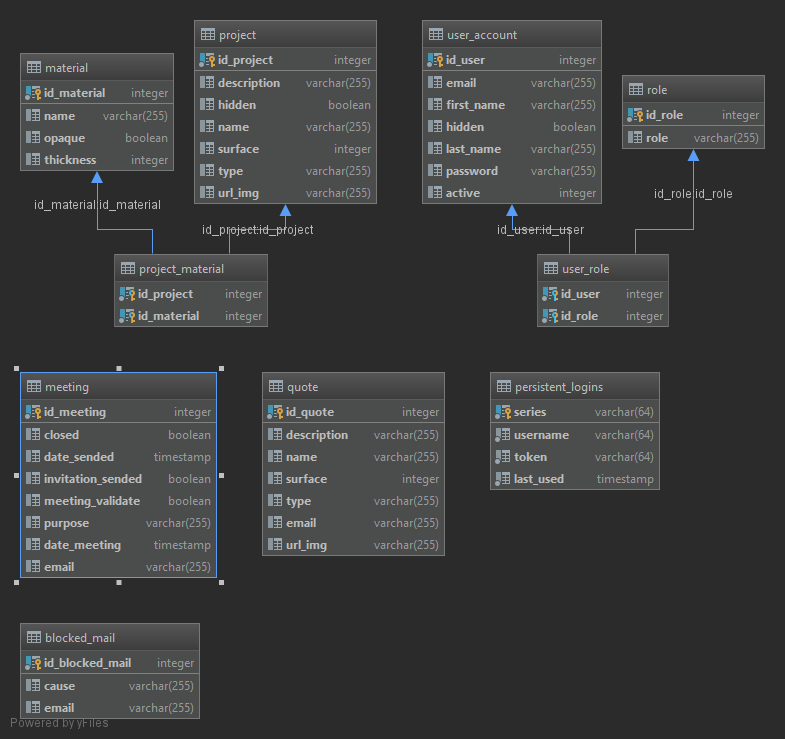 material
id_material integer
name varchar(255)
opaque boolean
thickness integer
project
id_project integer
description varchar(255)
hidden boolean
name varchar(255)
surface integer
type varchar(255)
url_img varchar(255)
user_account
id_user integer
email varchar(255)
first_name varchar(255)
hidden boolean
last_name varchar(255)
password varchar(255)
active integer
role
id_role integer
role varchar(255)
id_material:id_material
id_project:id_project
id_user:id_user
id_role:id_role
project_material
id_project integer
id_material integer
user_role
id_user integer
id_role integer
meeting
id_meeting integer
closed boolean
date_sended timestamp
invitation_sended boolean
meeting_validate boolean
purpose varchar(255)
date_meeting timestamp
email varchar(255)
quote
id_quote integer
description varchar(255)
name varchar(255)
surface integer
type varchar(255)
email varchar(255)
url_img varchar(255)
persistent_logins
series varchar(64)
username varchar(64)
token varchar(64)
last_used timestamp
blocked_mail
id_blocked_mail integer
cause varchar(255)
email varchar(255)
Powered by yFiles